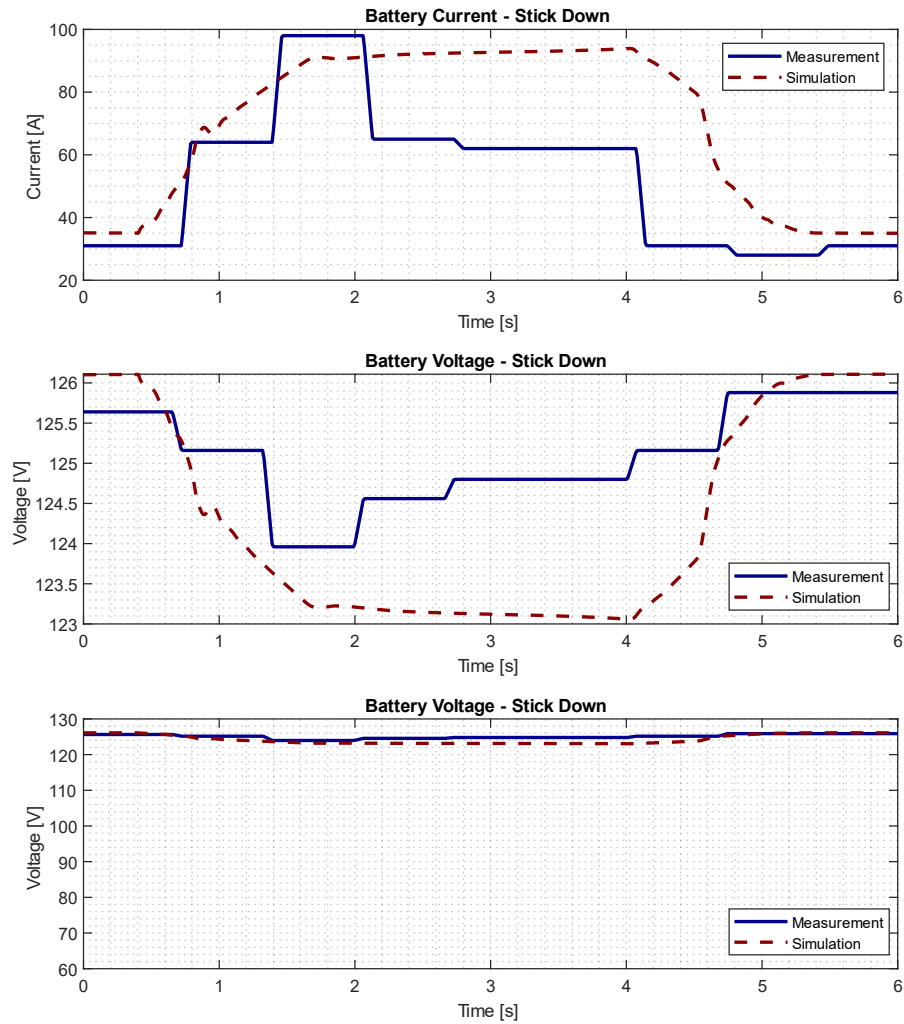 Battery Current - Stick Down
100
80
60
40
20
Current [A]
Measurement
Simulation
0 1 2 3 4 5 6
Time [s]
Battery Voltage - Stick Down
126
125.5
125
124.5
124
123.5
123
Voltage [V]
Measurement
Simulation
0 1 2 3 4 5 6
Time [s]
Battery Voltage - Stick Down
130
120
110
100
90
80
70
60
Voltage [V]
Measurement
Simulation
0 1 2 3 4 5 6
Time [s]